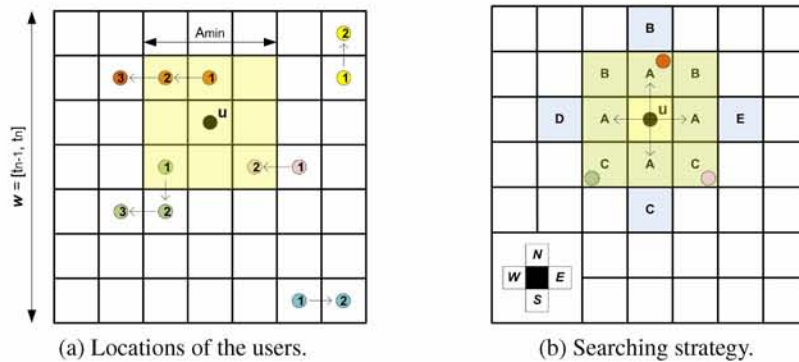 Amin
2
3 2 1 1
u
1 2 1
3 2
1 2
w = [tn-1, tn]
(a) Locations of the users.
B
B A B
u
D A A E
C A C
C
N
W E
S
(b) Searching strategy.